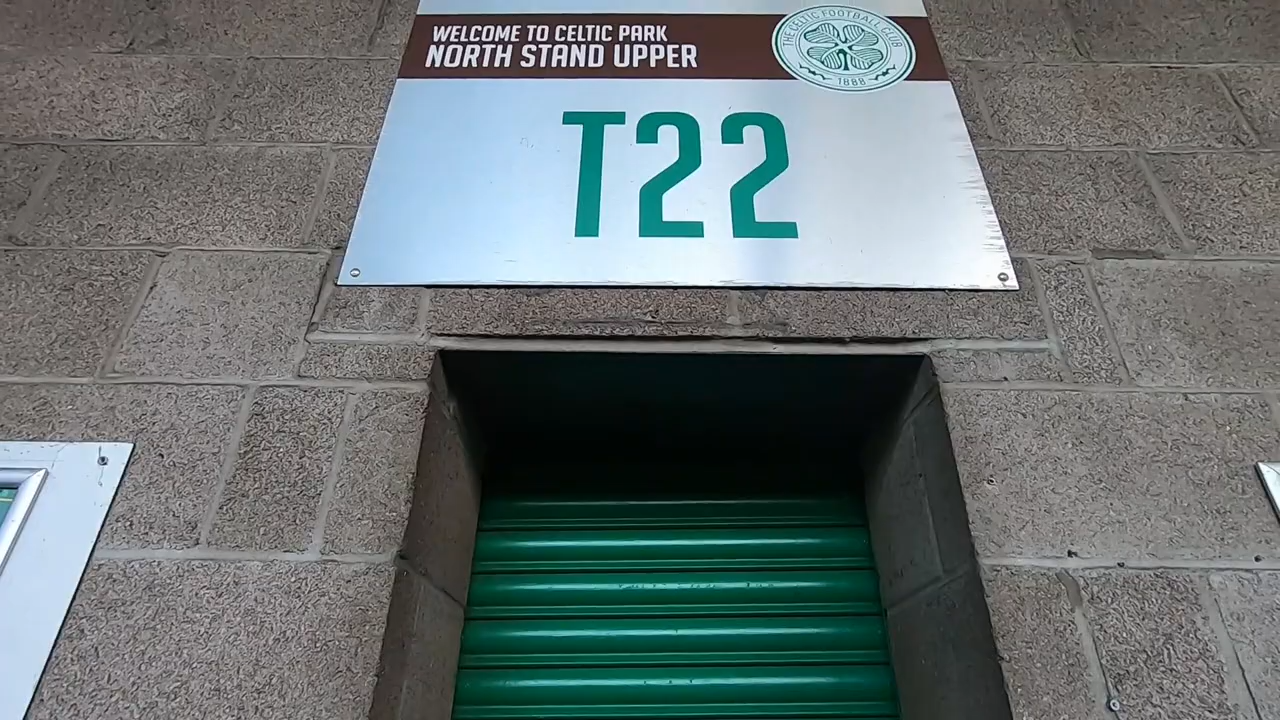 WELCOME TO CELTIC PARK
NORTH STAND UPPER
THE CELTIC FOOTBALL CLUB
1888
T22